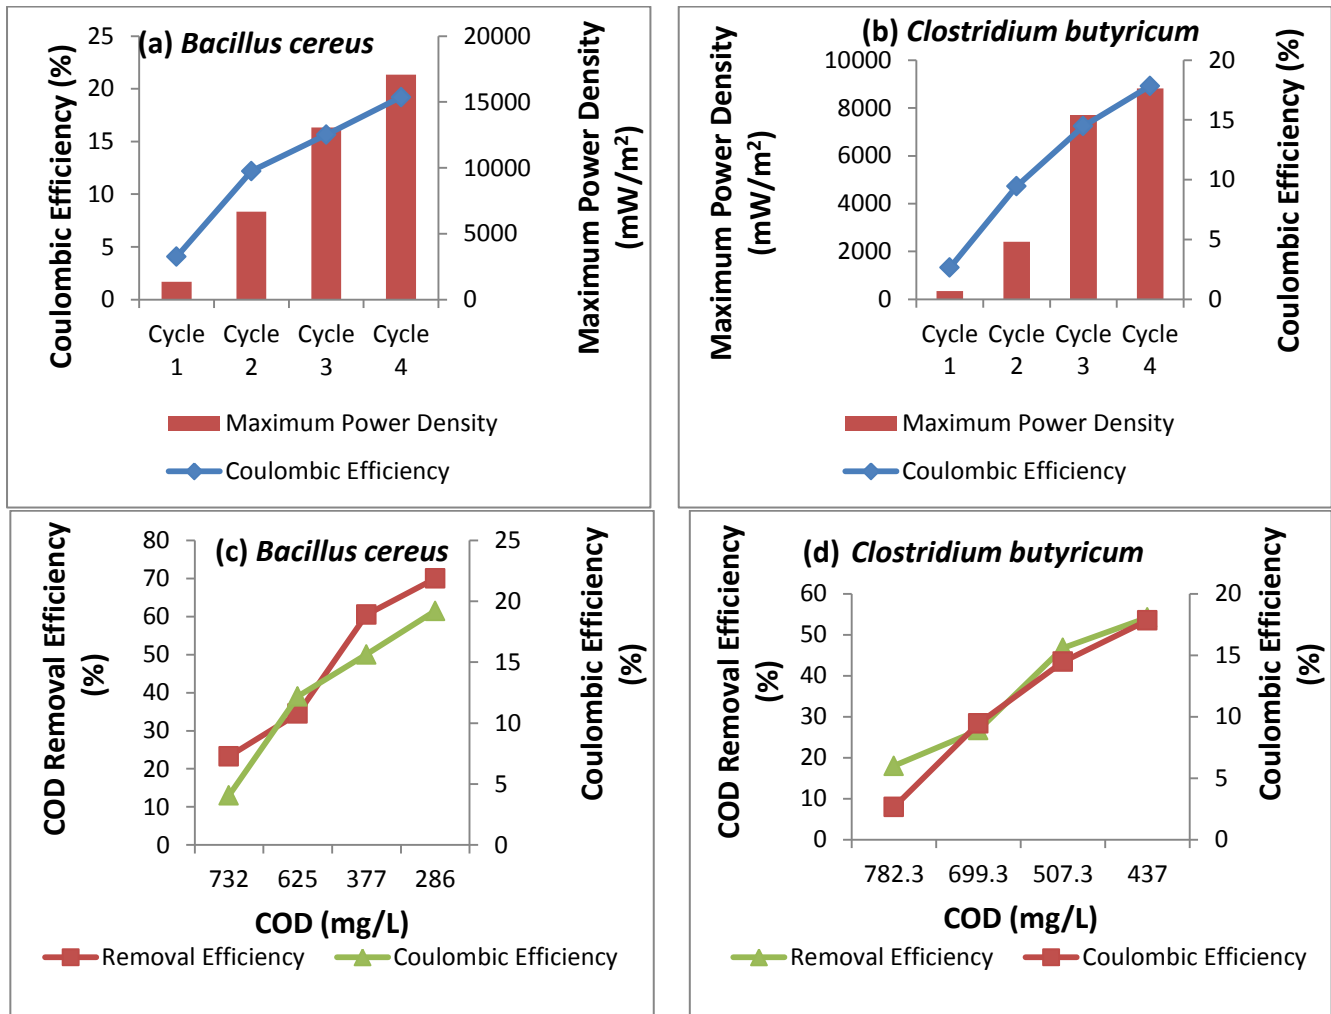 (a) Bacillus cereus
Coulombic Efficiency (%)
25
20
15
10
5
0
20000
15000
10000
5000
0
Maximum Power Density
(mW/m²)
Cycle Cycle Cycle Cycle
1 2 3 4
Maximum Power Density
Coulombic Efficiency
(b) Clostridium butyricum
Maximum Power Density
(mW/m²)
10000
8000
6000
4000
2000
0
20
15
10
5
0
Coulombic Efficiency (%)
Cycle Cycle Cycle Cycle
1 2 3 4
Maximum Power Density
Coulombic Efficiency
(c) Bacillus cereus
COD Removal Efficiency
(%)
80
70
60
50
40
30
20
10
0
25
20
15
10
5
0
Coulombic Efficiency
(%)
732 625 377 286
COD (mg/L)
Removal Efficiency Coulombic Efficiency
(d) Clostridium butyricum
COD Removal Efficiency
(%)
60
50
40
30
20
10
0
20
15
10
5
0
Coulombic Efficiency
(%)
782.3 699.3 507.3 437
COD (mg/L)
Removal Efficiency Coulombic Efficiency